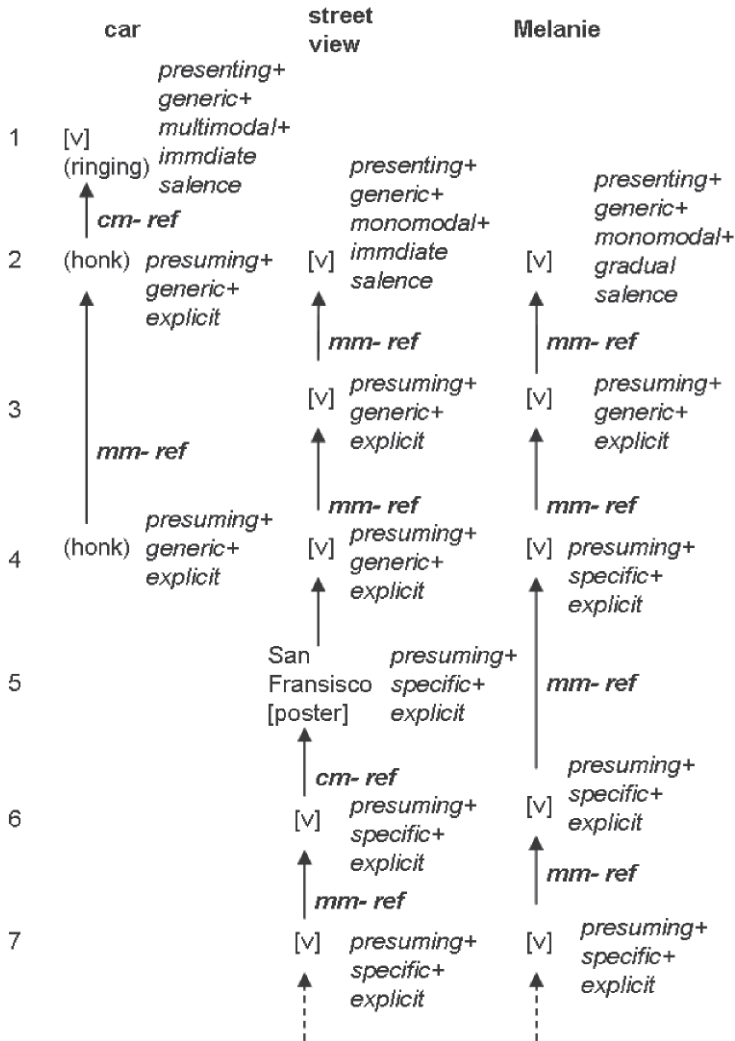 car street view Melanie
presenting+
generic+
multimodal+
immdiate
salence
1 [v]
(ringing)
cm- ref
presenting+
generic+
monomodal+
immdiate
salence
presenting+
generic+
monomodal+
gradual
salence
2 (honk) presuming+
generic+
explicit
[v]
[v]
mm- ref mm- ref
3 [v] presuming+
generic+
explicit
[v] presuming+
generic+
explicit
mm- ref mm- ref mm- ref
4 (honk) presuming+
generic+
explicit
[v] presuming+
generic+
explicit
[v] presuming+
specific+
explicit
5 San
Fransisco
[poster]
presuming+
specific+
explicit
mm- ref
cm- ref
6 [v] presuming+
specific+
explicit
[v] presuming+
specific+
explicit
mm- ref mm- ref
7 [v] presuming+
specific+
explicit
[v] presuming+
specific+
explicit